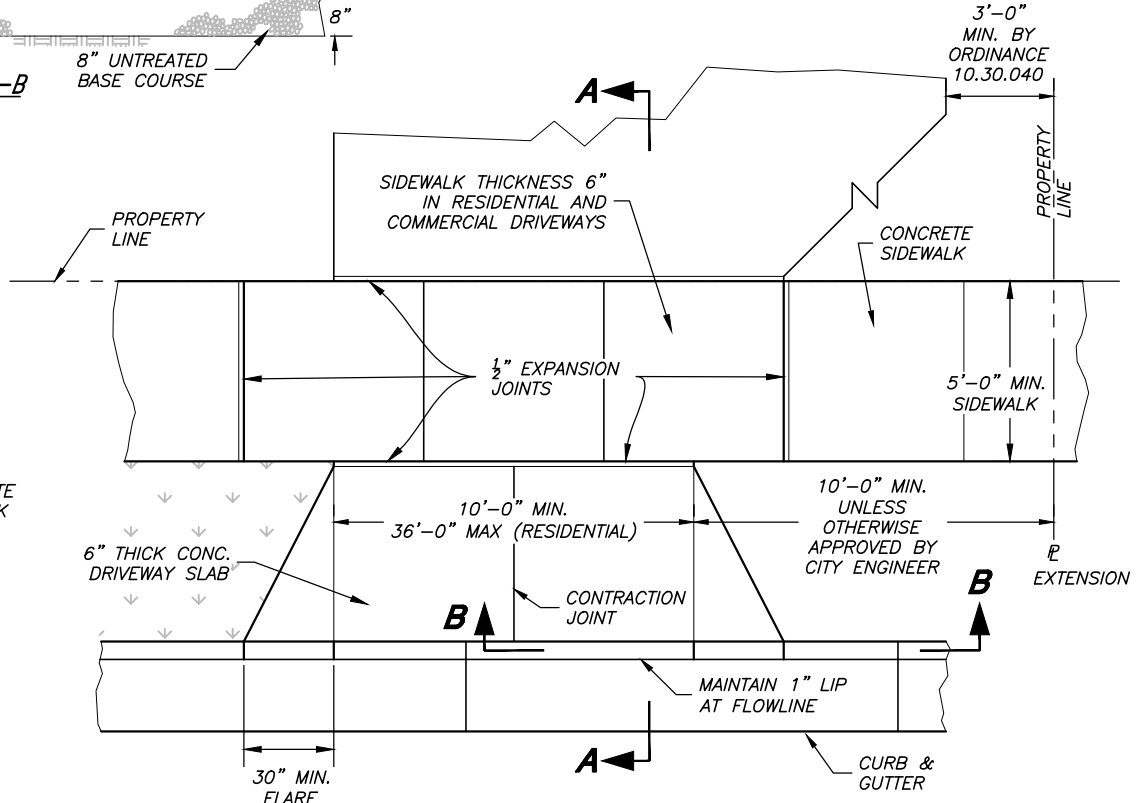 8"
8" UNTREATED
BASE COURSE
-B
3'-0"
MIN. BY
ORDINANCE
10.30.040
A
PROPERTY
LINE
SIDEWALK THICKNESS 6"
IN RESIDENTIAL AND
COMMERCIAL DRIVEWAYS
PROPERTY
LINE
CONCRETE
SIDEWALK
½" EXPANSION
JOINTS
5'-0" MIN.
SIDEWALK
TE
K
10'-0" MIN.
36'-0" MAX (RESIDENTIAL)
10'-0" MIN.
UNLESS
OTHERWISE
APPROVED BY
CITY ENGINEER
6" THICK CONC.
DRIVEWAY SLAB
℄ EXTENSION
CONTRACTION
JOINT
B
B
MAINTAIN 1" LIP
AT FLOWLINE
A
CURB &
GUTTER
30" MIN.
FLARE